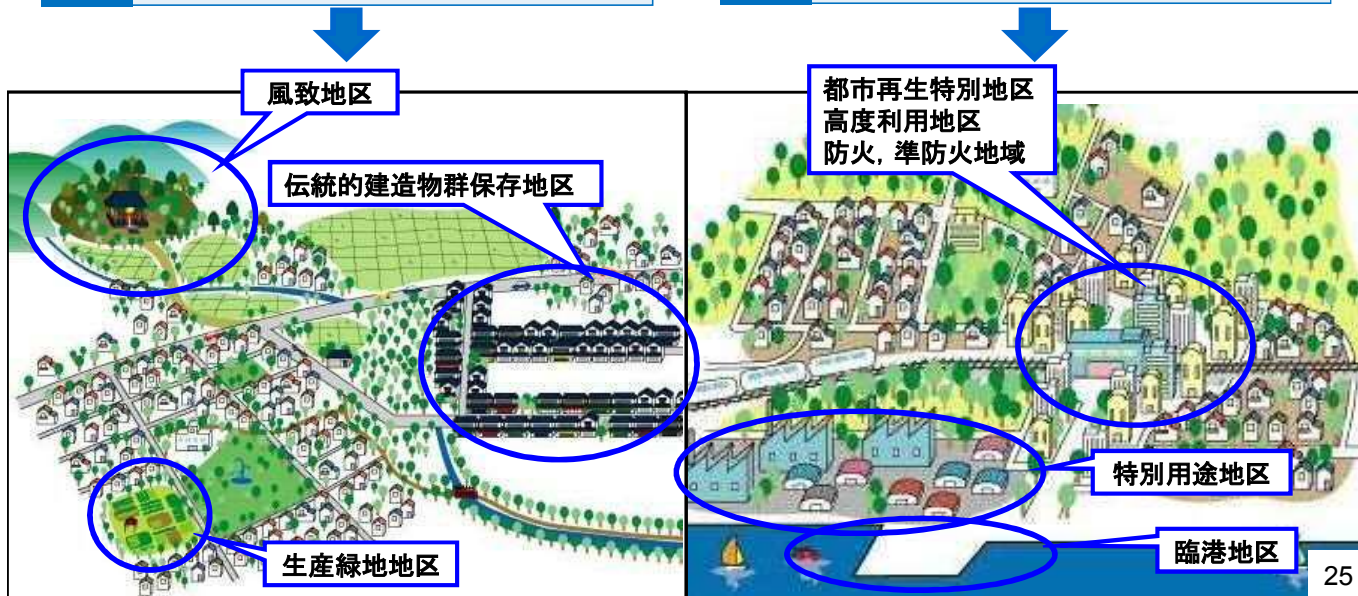 風致地区
伝統的建造物群保存地区
生産緑地地区
都市再生特別地区
高度利用地区
防火，準防火地域
特別用途地区
臨港地区
25